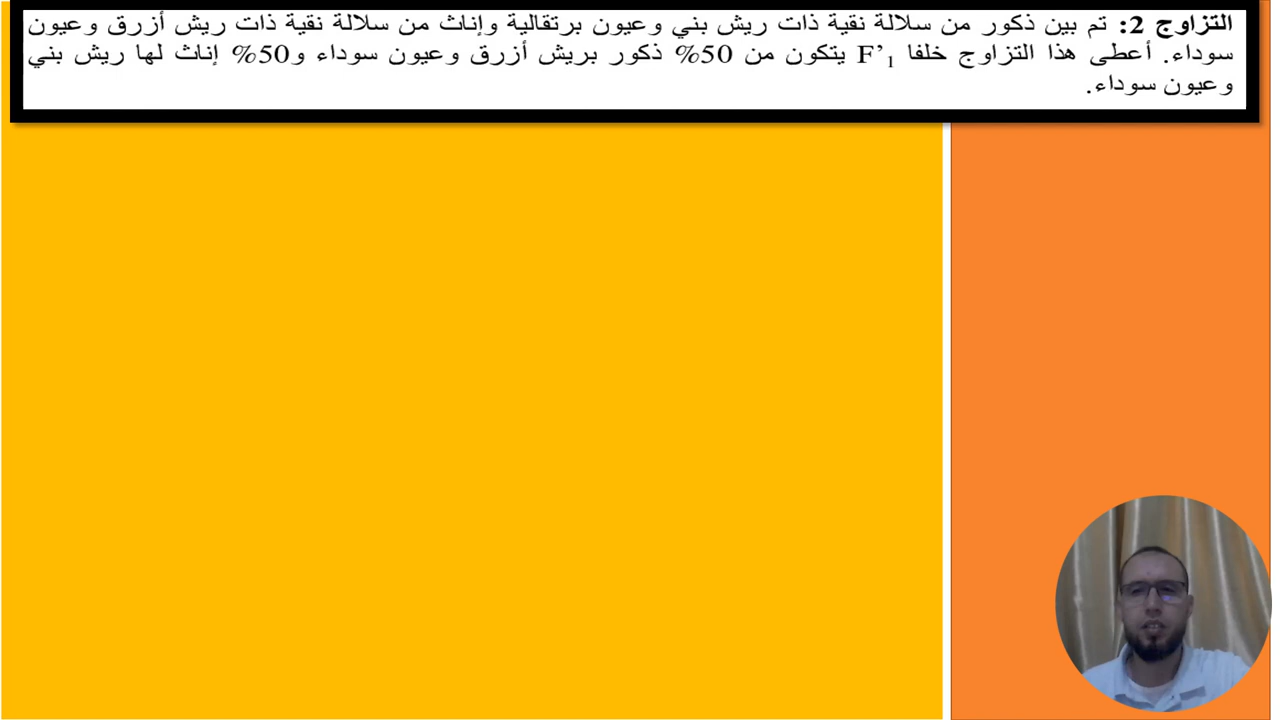 التزاوج 2: تم بين ذكور من سلالة نقية ذات ريش بني وعيون برتقالية وإناث من سلالة نقية ذات ريش أزرق وعيون
سوداء. أعطى هذا التزاوج خلفا F’₁ يتكون من 50% ذكور بريش أزرق وعيون سوداء و50% إناث لها ريش بني
وعيون سوداء.